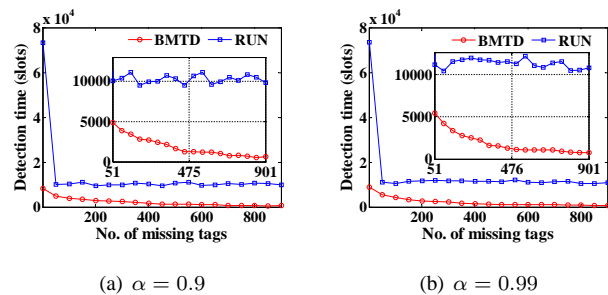 x 10^4
8
6
4
2
0
Detection time (slots)
BMTD RUN
10000
5000
0
51 475 901
200 400 600 800
No. of missing tags
(a) α = 0.9
x 10^4
8
6
4
2
0
Detection time (slots)
BMTD RUN
10000
5000
0
51 476 901
200 400 600 800
No. of missing tags
(b) α = 0.99